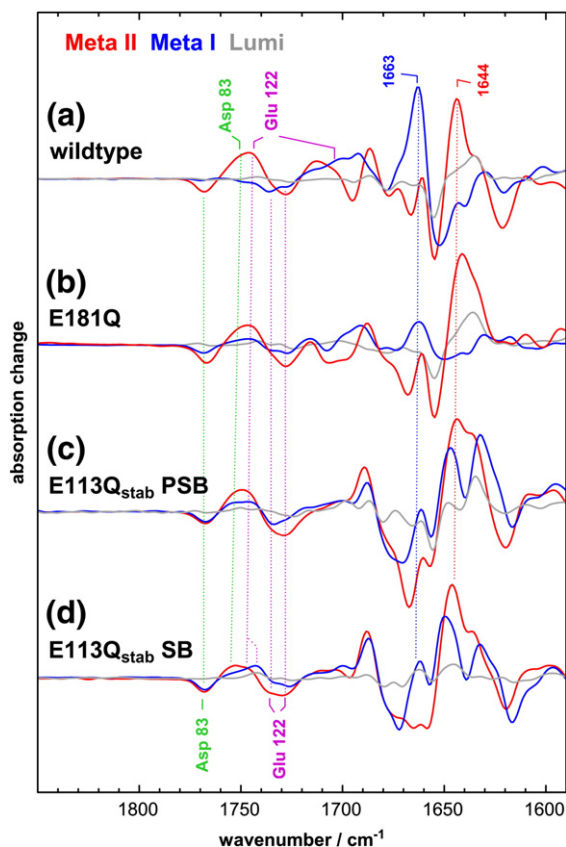 Meta II Meta I Lumi
1663
1644
Asp 83
Glu 122
(a)
wildtype
(b)
E181Q
(c)
E113Qstab PSB
(d)
E113Qstab SB
Asp 83
Glu 122
absorption change
1800 1750 1700 1650 1600
wavenumber / cm-1